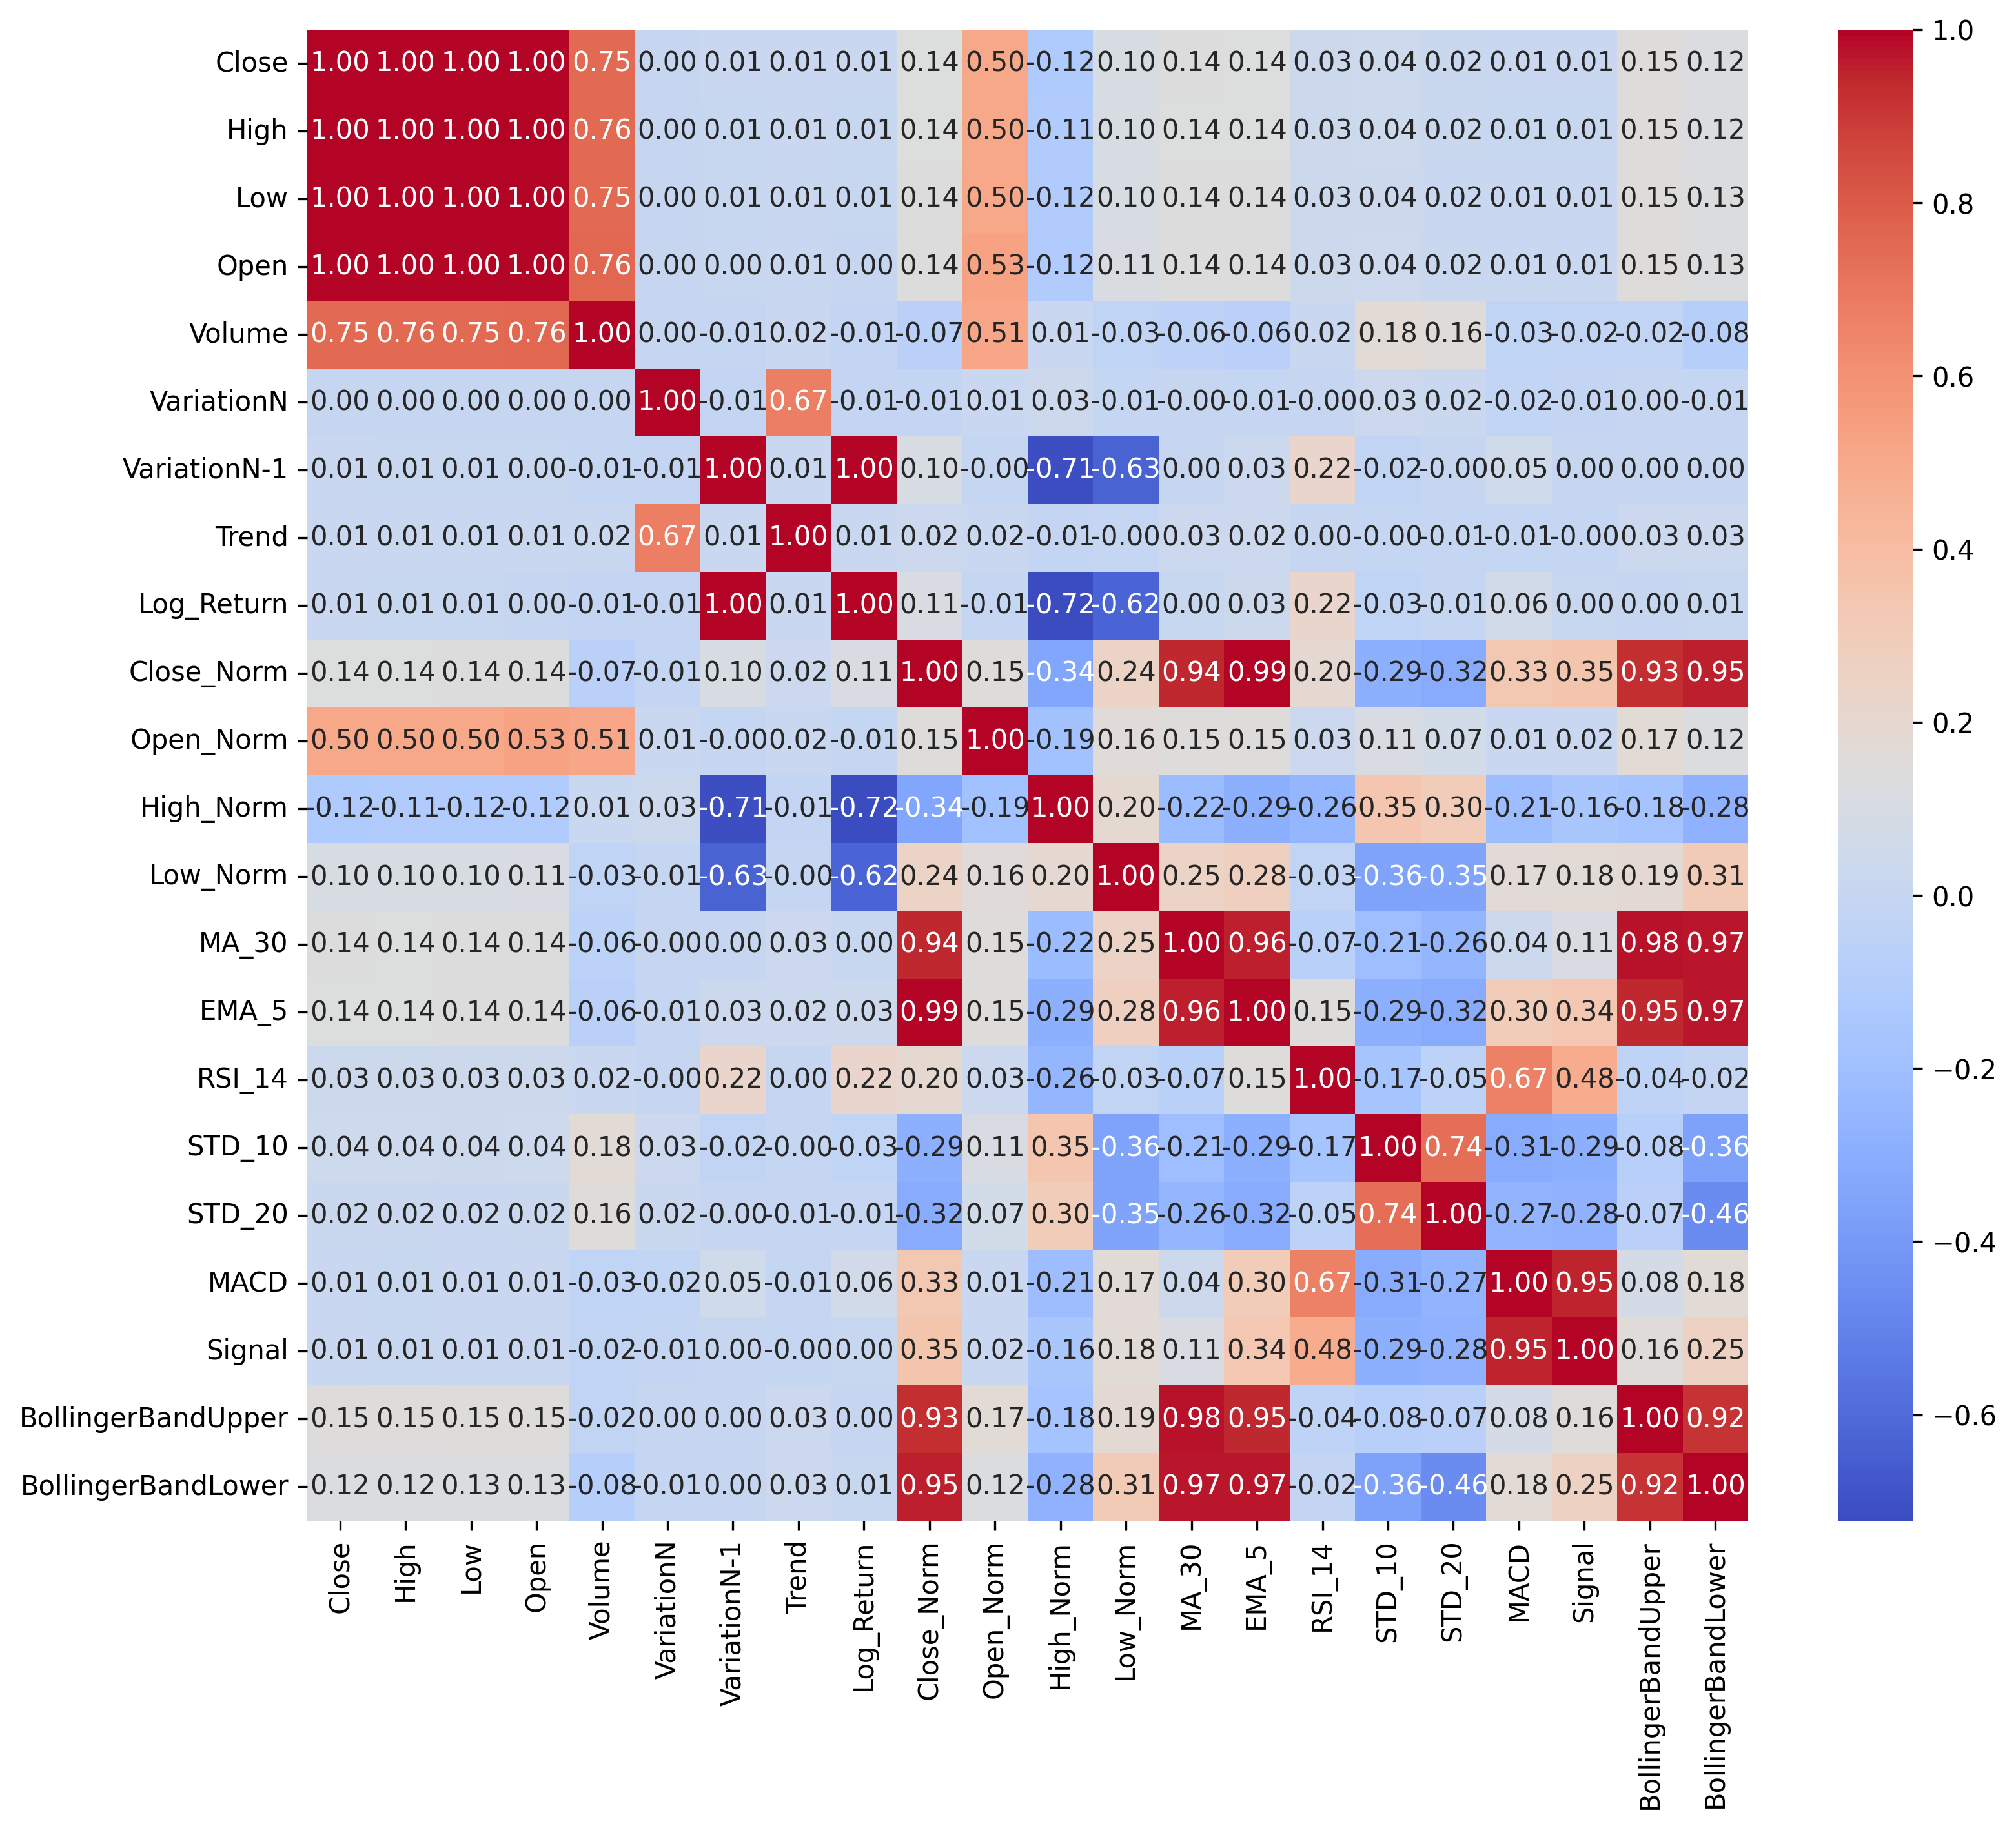 Close 1.00 1.00 1.00 1.00 0.75 0.00 0.01 0.01 0.01 0.14 0.50 -0.12 0.10 0.14 0.14 0.03 0.04 0.02 0.01 0.01 0.15 0.12
High 1.00 1.00 1.00 1.00 0.76 0.00 0.01 0.01 0.01 0.14 0.50 -0.11 0.10 0.14 0.14 0.03 0.04 0.02 0.01 0.01 0.15 0.12
Low 1.00 1.00 1.00 1.00 0.75 0.00 0.01 0.01 0.01 0.14 0.50 -0.12 0.10 0.14 0.14 0.03 0.04 0.02 0.01 0.01 0.15 0.13
Open 1.00 1.00 1.00 1.00 0.76 0.00 0.00 0.01 0.00 0.14 0.53 -0.12 0.11 0.14 0.14 0.03 0.04 0.02 0.01 0.01 0.15 0.13
Volume 0.75 0.76 0.75 0.76 1.00 0.00 -0.01 0.02 -0.01 -0.07 0.51 0.01 -0.03 -0.06 -0.06 0.02 0.18 0.16 -0.03 -0.02 -0.02 -0.08
VariationN 0.00 0.00 0.00 0.00 0.00 1.00 -0.01 0.67 -0.01 -0.01 0.01 0.03 -0.01 -0.00 -0.01 -0.00 0.03 0.02 -0.02 -0.01 0.00 -0.01
VariationN-1 0.01 0.01 0.01 0.00 -0.01 -0.01 1.00 0.01 1.00 0.10 -0.00 -0.71 -0.63 0.00 0.03 0.22 -0.02 -0.00 0.05 0.00 0.00 0.00
Trend 0.01 0.01 0.01 0.01 0.02 0.67 0.01 1.00 0.01 0.02 0.02 -0.01 -0.00 0.03 0.02 0.00 -0.00 -0.01 -0.01 -0.00 0.03 0.03
Log_Return 0.01 0.01 0.01 0.00 -0.01 -0.01 1.00 0.01 1.00 0.11 -0.01 -0.72 -0.62 0.00 0.03 0.22 -0.03 -0.01 0.06 0.00 0.00 0.01
Close_Norm 0.14 0.14 0.14 0.14 -0.07 -0.01 0.10 0.02 0.11 1.00 0.15 -0.34 0.24 0.94 0.99 0.20 -0.29 -0.32 0.33 0.35 0.93 0.95
Open_Norm 0.50 0.50 0.50 0.53 0.51 0.01 -0.00 0.02 -0.01 0.15 1.00 -0.19 0.16 0.15 0.15 0.03 0.11 0.07 0.01 0.02 0.17 0.12
High_Norm -0.12 -0.11 -0.12 -0.12 0.01 0.03 -0.71 -0.01 -0.72 -0.34 -0.19 1.00 0.20 -0.22 -0.29 -0.26 0.35 0.30 -0.21 -0.16 -0.18 -0.28
Low_Norm 0.10 0.10 0.10 0.11 -0.03 -0.01 -0.63 -0.00 -0.62 0.24 0.16 0.20 1.00 0.25 0.28 -0.03 -0.36 -0.35 0.17 0.18 0.19 0.31
MA_30 0.14 0.14 0.14 0.14 -0.06 -0.00 0.00 0.03 0.00 0.94 0.15 -0.22 0.25 1.00 0.96 -0.07 -0.21 -0.26 0.04 0.11 0.98 0.97
EMA_5 0.14 0.14 0.14 0.14 -0.06 -0.01 0.03 0.02 0.03 0.99 0.15 -0.29 0.28 0.96 1.00 0.15 -0.29 -0.32 0.30 0.34 0.95 0.97
RSI_14 0.03 0.03 0.03 0.03 0.02 -0.00 0.22 0.00 0.22 0.20 0.03 -0.26 -0.03 -0.07 0.15 1.00 -0.17 -0.05 0.67 0.48 -0.04 -0.02
STD_10 0.04 0.04 0.04 0.04 0.18 0.03 -0.02 -0.00 -0.03 -0.29 0.11 0.35 -0.36 -0.21 -0.29 -0.17 1.00 0.74 -0.31 -0.29 -0.08 -0.36
STD_20 0.02 0.02 0.02 0.02 0.16 0.02 -0.00 -0.01 -0.01 -0.32 0.07 0.30 -0.35 -0.26 -0.32 -0.05 0.74 1.00 -0.27 -0.28 -0.07 -0.46
MACD 0.01 0.01 0.01 0.01 -0.03 -0.02 0.05 -0.01 0.06 0.33 0.01 -0.21 0.17 0.04 0.30 0.67 -0.31 -0.27 1.00 0.95 0.08 0.18
Signal 0.01 0.01 0.01 0.01 -0.02 -0.01 0.00 -0.00 0.00 0.35 0.02 -0.16 0.18 0.11 0.34 0.48 -0.29 -0.28 0.95 1.00 0.16 0.25
BollingerBandUpper 0.15 0.15 0.15 0.15 -0.02 0.00 0.00 0.03 0.00 0.93 0.17 -0.18 0.19 0.98 0.95 -0.04 -0.08 -0.07 0.08 0.16 1.00 0.92
BollingerBandLower 0.12 0.12 0.13 0.13 -0.08 -0.01 0.00 0.03 0.01 0.95 0.12 -0.28 0.31 0.97 0.97 -0.02 -0.36 -0.46 0.18 0.25 0.92 1.00
Close
High
Low
Open
Volume
VariationN
VariationN-1
Trend
Log_Return
Close_Norm
Open_Norm
High_Norm
Low_Norm
MA_30
EMA_5
RSI_14
STD_10
STD_20
MACD
Signal
BollingerBandUpper
BollingerBandLower
1.0
0.8
0.6
0.4
0.2
0.0
−0.2
−0.4
−0.6